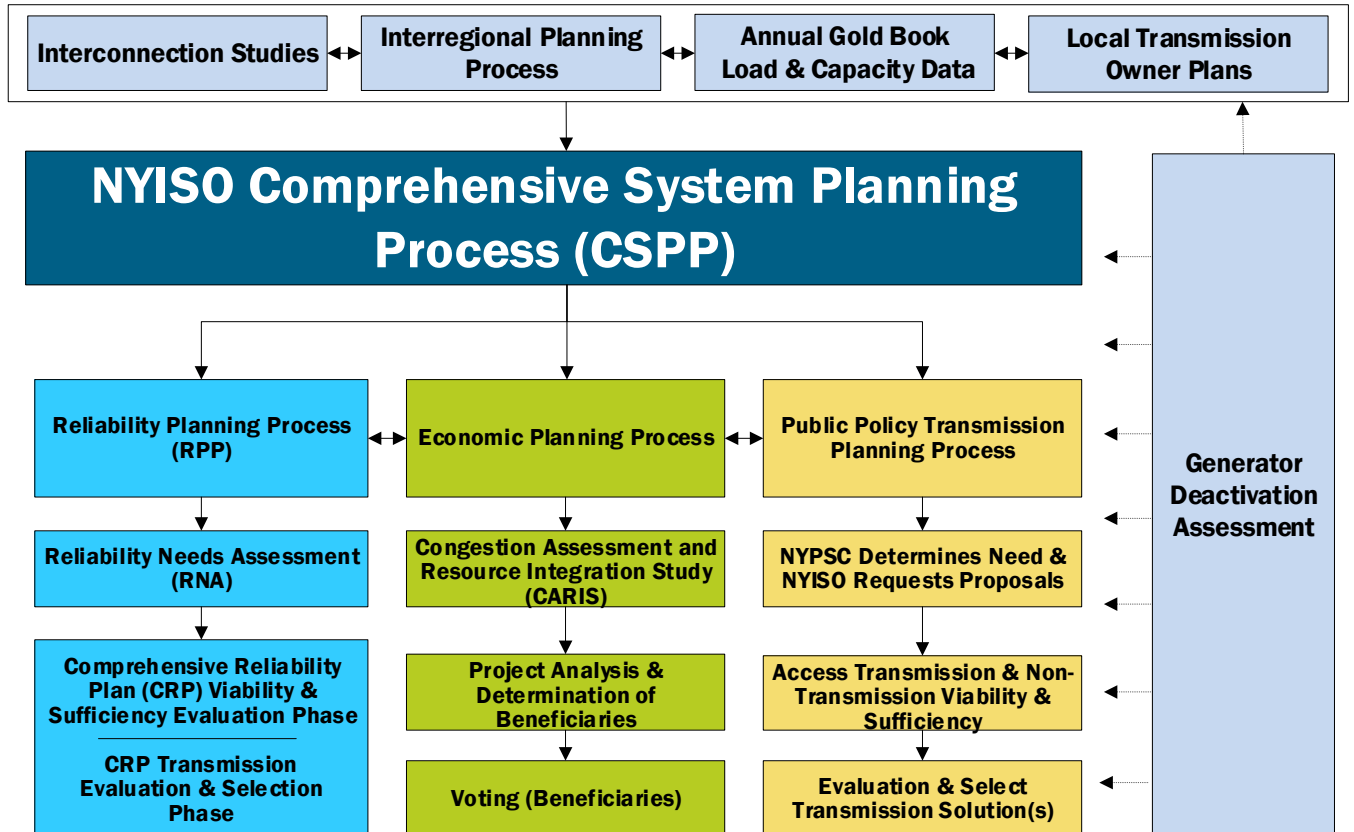 Interconnection Studies
Interregional Planning
Process
Annual Gold Book
Load & Capacity Data
Local Transmission
Owner Plans
NYISO Comprehensive System Planning
Process (CSPP)
Reliability Planning Process
(RPP)
Economic Planning Process
Public Policy Transmission
Planning Process
Generator
Deactivation
Assessment
Reliability Needs Assessment
(RNA)
Congestion Assessment and
Resource Integration Study
(CARIS)
NYPSC Determines Need &
NYISO Requests Proposals
Comprehensive Reliability
Plan (CRP) Viability &
Sufficiency Evaluation Phase
CRP Transmission
Evaluation & Selection
Phase
Project Analysis &
Determination of
Beneficiaries
Access Transmission & Non-
Transmission Viability &
Sufficiency
Voting (Beneficiaries)
Evaluation & Select
Transmission Solution(s)